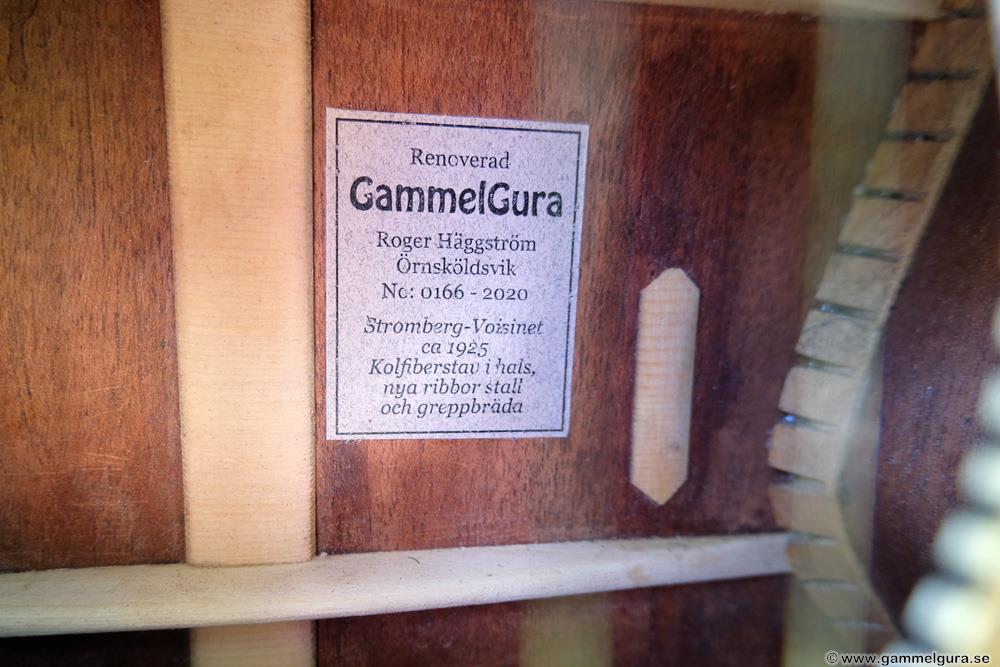 Renoverad
GammelGura
Roger Häggström
Örnsköldsvik
No: 0166 - 2020
Stromberg-Voisinet
ca 1925
Kolfiberstav i hals,
nya ribbor stall
och greppbräda
© www.gammelgura.se